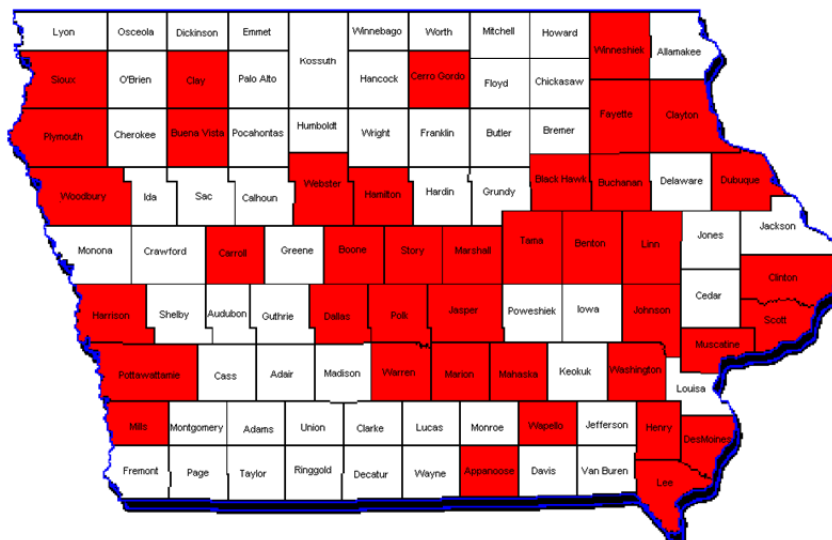 Lyon
Osceola
Dickinson
Emmet
Kossuth
Winnebago
Worth
Mitchell
Howard
Winneshiek
Allamakee
Sioux
O'Brien
Clay
Palo Alto
Hancock
Cerro Gordo
Floyd
Chickasaw
Fayette
Clayton
Plymouth
Cherokee
Buena Vista
Pocahontas
Humboldt
Wright
Franklin
Butler
Bremer
Woodbury
Ida
Sac
Calhoun
Webster
Hamilton
Hardin
Grundy
Black Hawk
Buchanan
Delaware
Dubuque
Monona
Crawford
Carroll
Greene
Boone
Story
Marshall
Tama
Benton
Linn
Jones
Jackson
Harrison
Shelby
Audubon
Guthrie
Dallas
Polk
Jasper
Poweshiek
Iowa
Johnson
Cedar
Clinton
Scott
Muscatine
Pottawattamie
Cass
Adair
Madison
Warren
Marion
Mahaska
Keokuk
Washington
Louisa
Mills
Montgomery
Adams
Union
Clarke
Lucas
Monroe
Wapello
Jefferson
Henry
DesMoines
Fremont
Page
Taylor
Ringgold
Decatur
Wayne
Appanoose
Davis
Van Buren
Lee